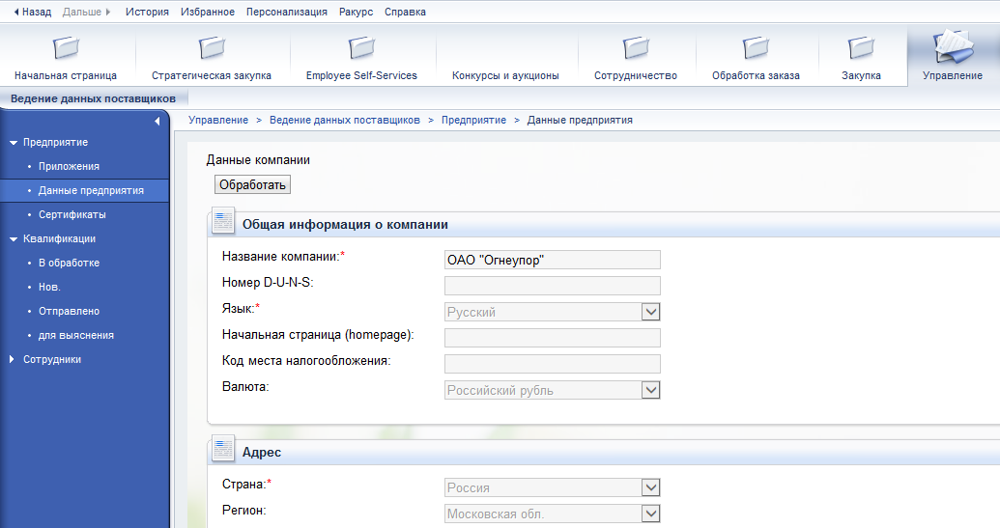 Назад Дальше История Избранное Персонализация Ракурс Справка
Начальная страница Стратегическая закупка Employee Self-Services Конкурсы и аукционы Сотрудничество Обработка заказа Закупка Управление
Ведение данных поставщиков
Управление > Ведение данных поставщиков > Предприятие > Данные предприятия
Предприятие
• Приложения
• Данные предприятия
• Сертификаты
Квалификации
• В обработке
• Нов.
• Отправлено
• для выяснения
Сотрудники
Данные компании
Обработать
Общая информация о компании
Название компании:* ОАО "Огнеупор"
Номер D-U-N-S:
Язык:* Русский
Начальная страница (homepage):
Код места налогообложения:
Валюта: Российский рубль
Адрес
Страна:* Россия
Регион: Московская обл.